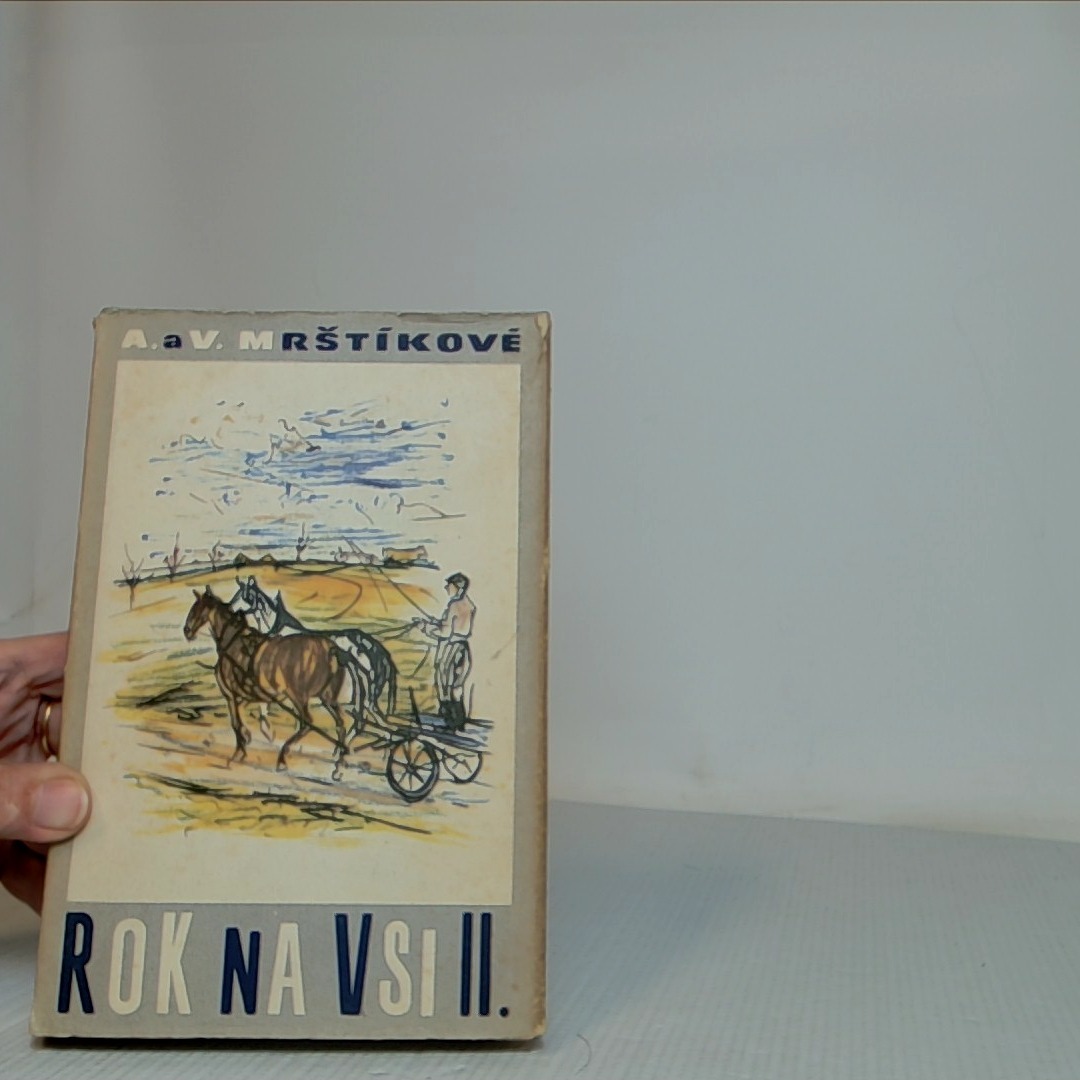 A. a V. MRŠTÍKOVÉ
ROK NA VSI II.